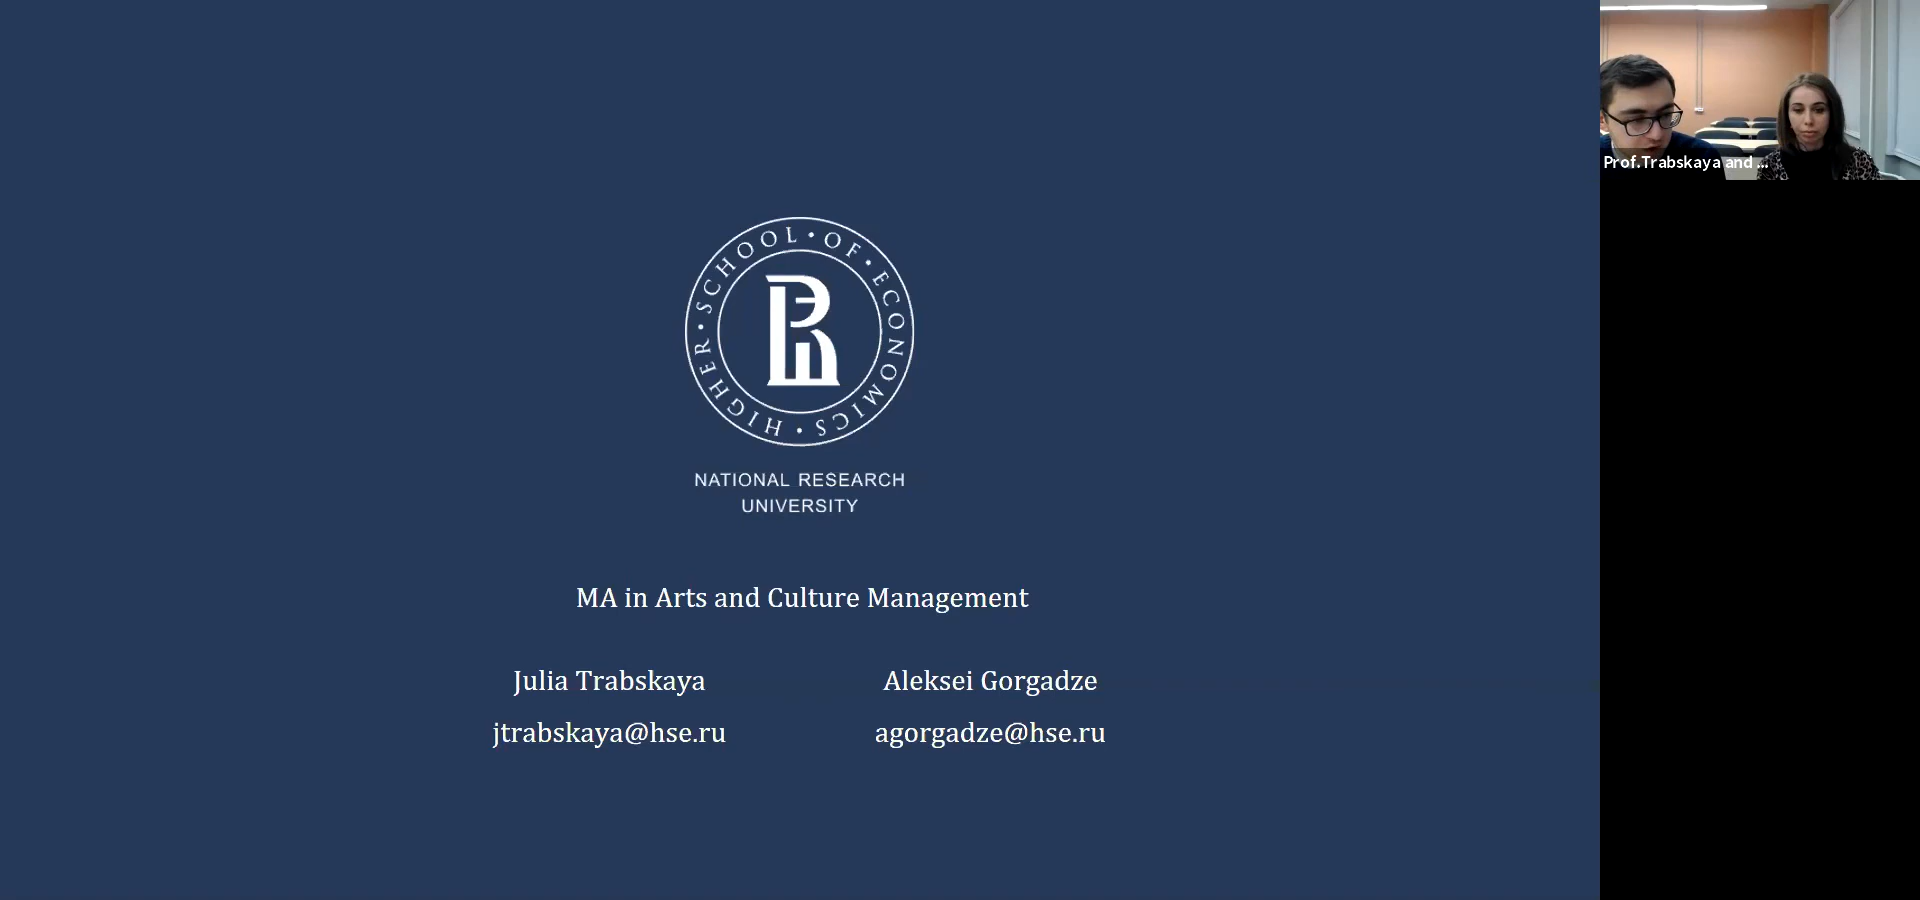 HIGHER • SCHOOL • OF • ECONOMICS •
NATIONAL RESEARCH
UNIVERSITY
MA in Arts and Culture Management
Julia Trabskaya
jtrabskaya@hse.ru
Aleksei Gorgadze
agorgadze@hse.ru
Prof.Trabskaya and ...